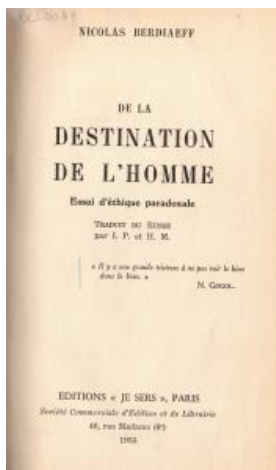 NICOLAS BERDIAEFF
DE LA
DESTINATION
DE L'HOMME
Essai d'éthique paradoxale
TRADUIT DU RUSSE
par I. P. et H. M.
« Il y a une grande tristesse à ne pas voir le bien
dans le bien. »
N. GOGOL.
EDITIONS « JE SERS », PARIS
Société Commerciale d'Edition et de Librairie
46, rue Madame (6e)